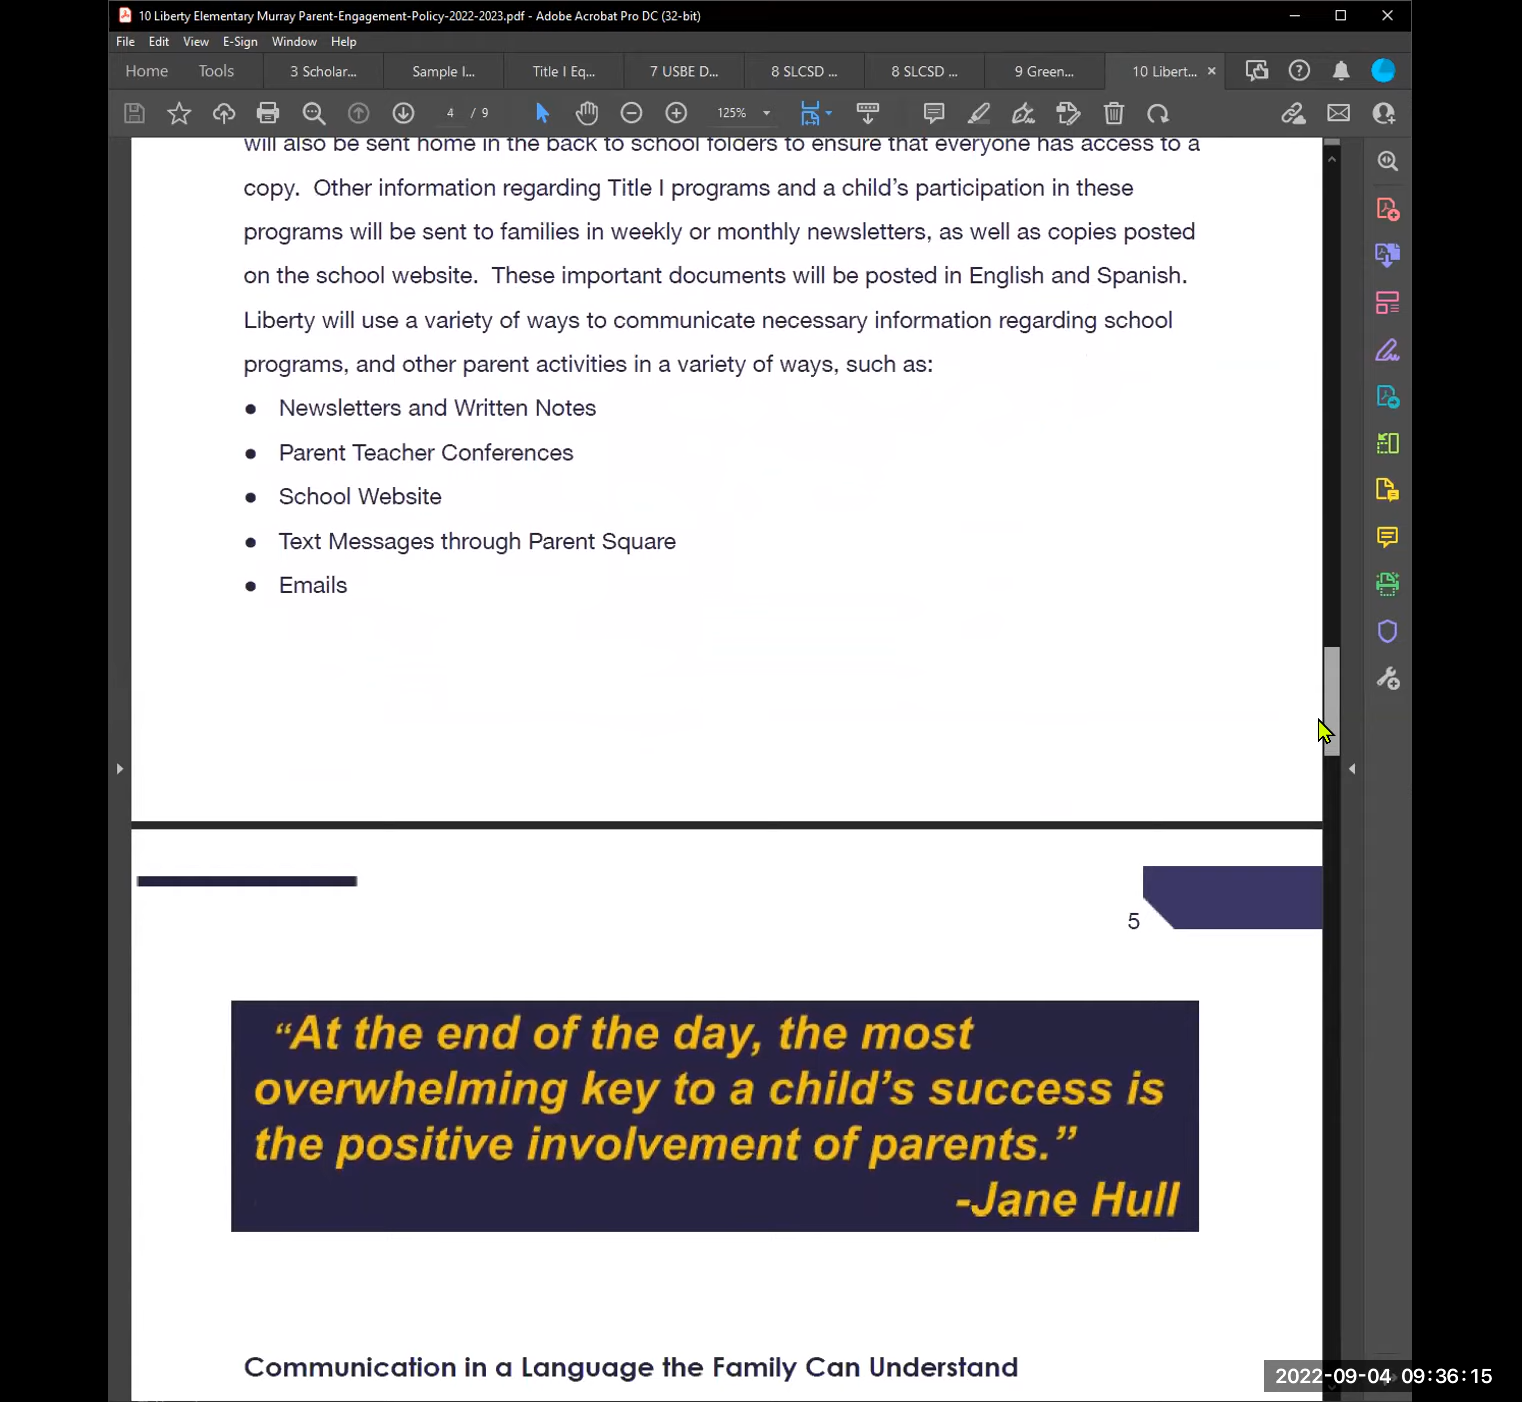 10 Liberty Elementary Murray Parent-Engagement-Policy-2022-2023.pdf - Adobe Acrobat Pro DC (32-bit)
File Edit View E-Sign Window Help
Home Tools 3 Scholar... Sample I... Title I Eq... 7 USBE D... 8 SLCSD ... 8 SLCSD ... 9 Green... 10 Libert...
4 / 9 125%
will also be sent home in the back to school folders to ensure that everyone has access to a
copy. Other information regarding Title I programs and a child’s participation in these
programs will be sent to families in weekly or monthly newsletters, as well as copies posted
on the school website. These important documents will be posted in English and Spanish.
Liberty will use a variety of ways to communicate necessary information regarding school
programs, and other parent activities in a variety of ways, such as:
● Newsletters and Written Notes
● Parent Teacher Conferences
● School Website
● Text Messages through Parent Square
● Emails
5
“At the end of the day, the most
overwhelming key to a child’s success is
the positive involvement of parents.”
-Jane Hull
Communication in a Language the Family Can Understand
2022-09-04 09:36:15